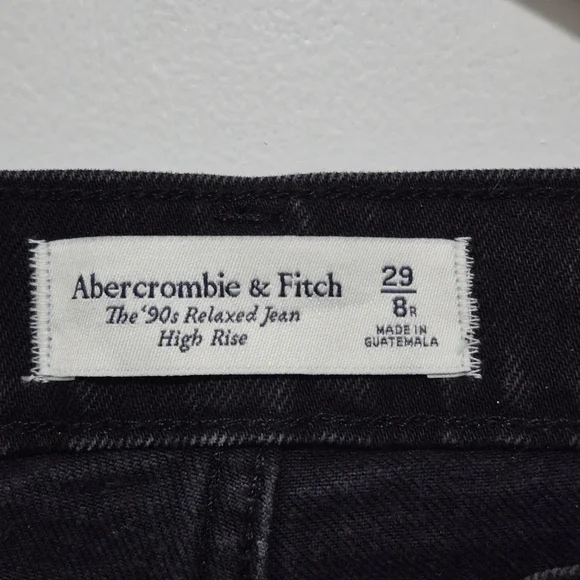 Abercrombie & Fitch
The '90s Relaxed Jean
High Rise
29
8R
MADE IN
GUATEMALA